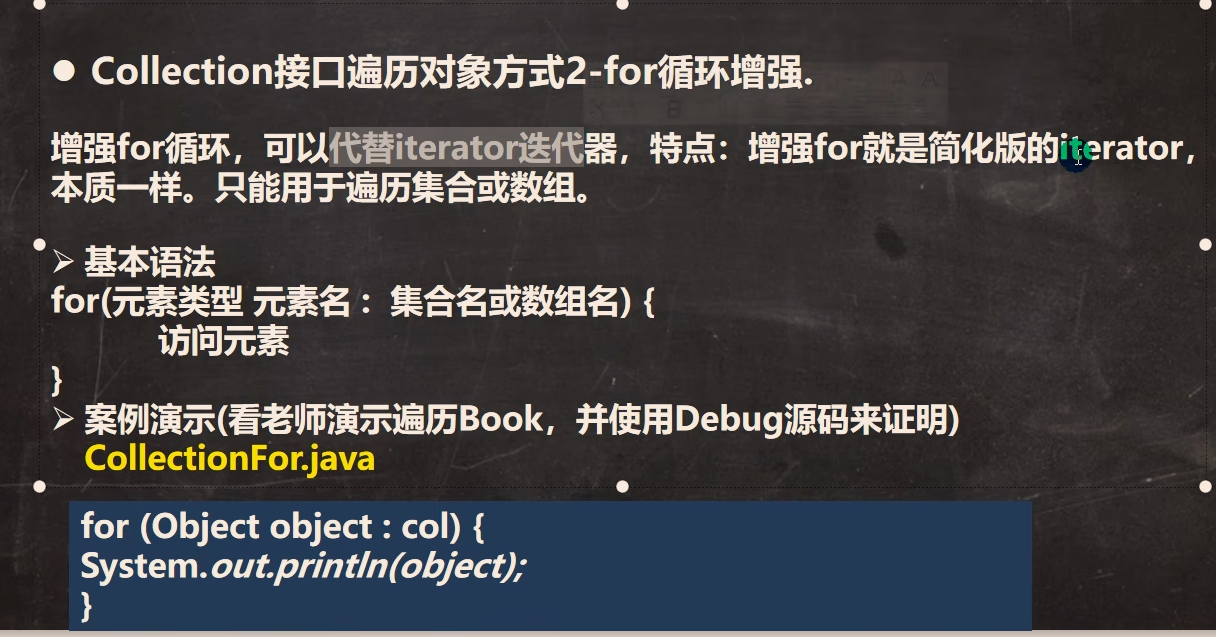 ● Collection接口遍历对象方式2-for循环增强.
增强for循环，可以代替iterator迭代器，特点：增强for就是简化版的iterator，
本质一样。只能用于遍历集合或数组。
➢ 基本语法
for(元素类型 元素名 : 集合名或数组名) {
访问元素
}
➢ 案例演示(看老师演示遍历Book，并使用Debug源码来证明)
CollectionFor.java
for (Object object : col) {
System.out.println(object);
}